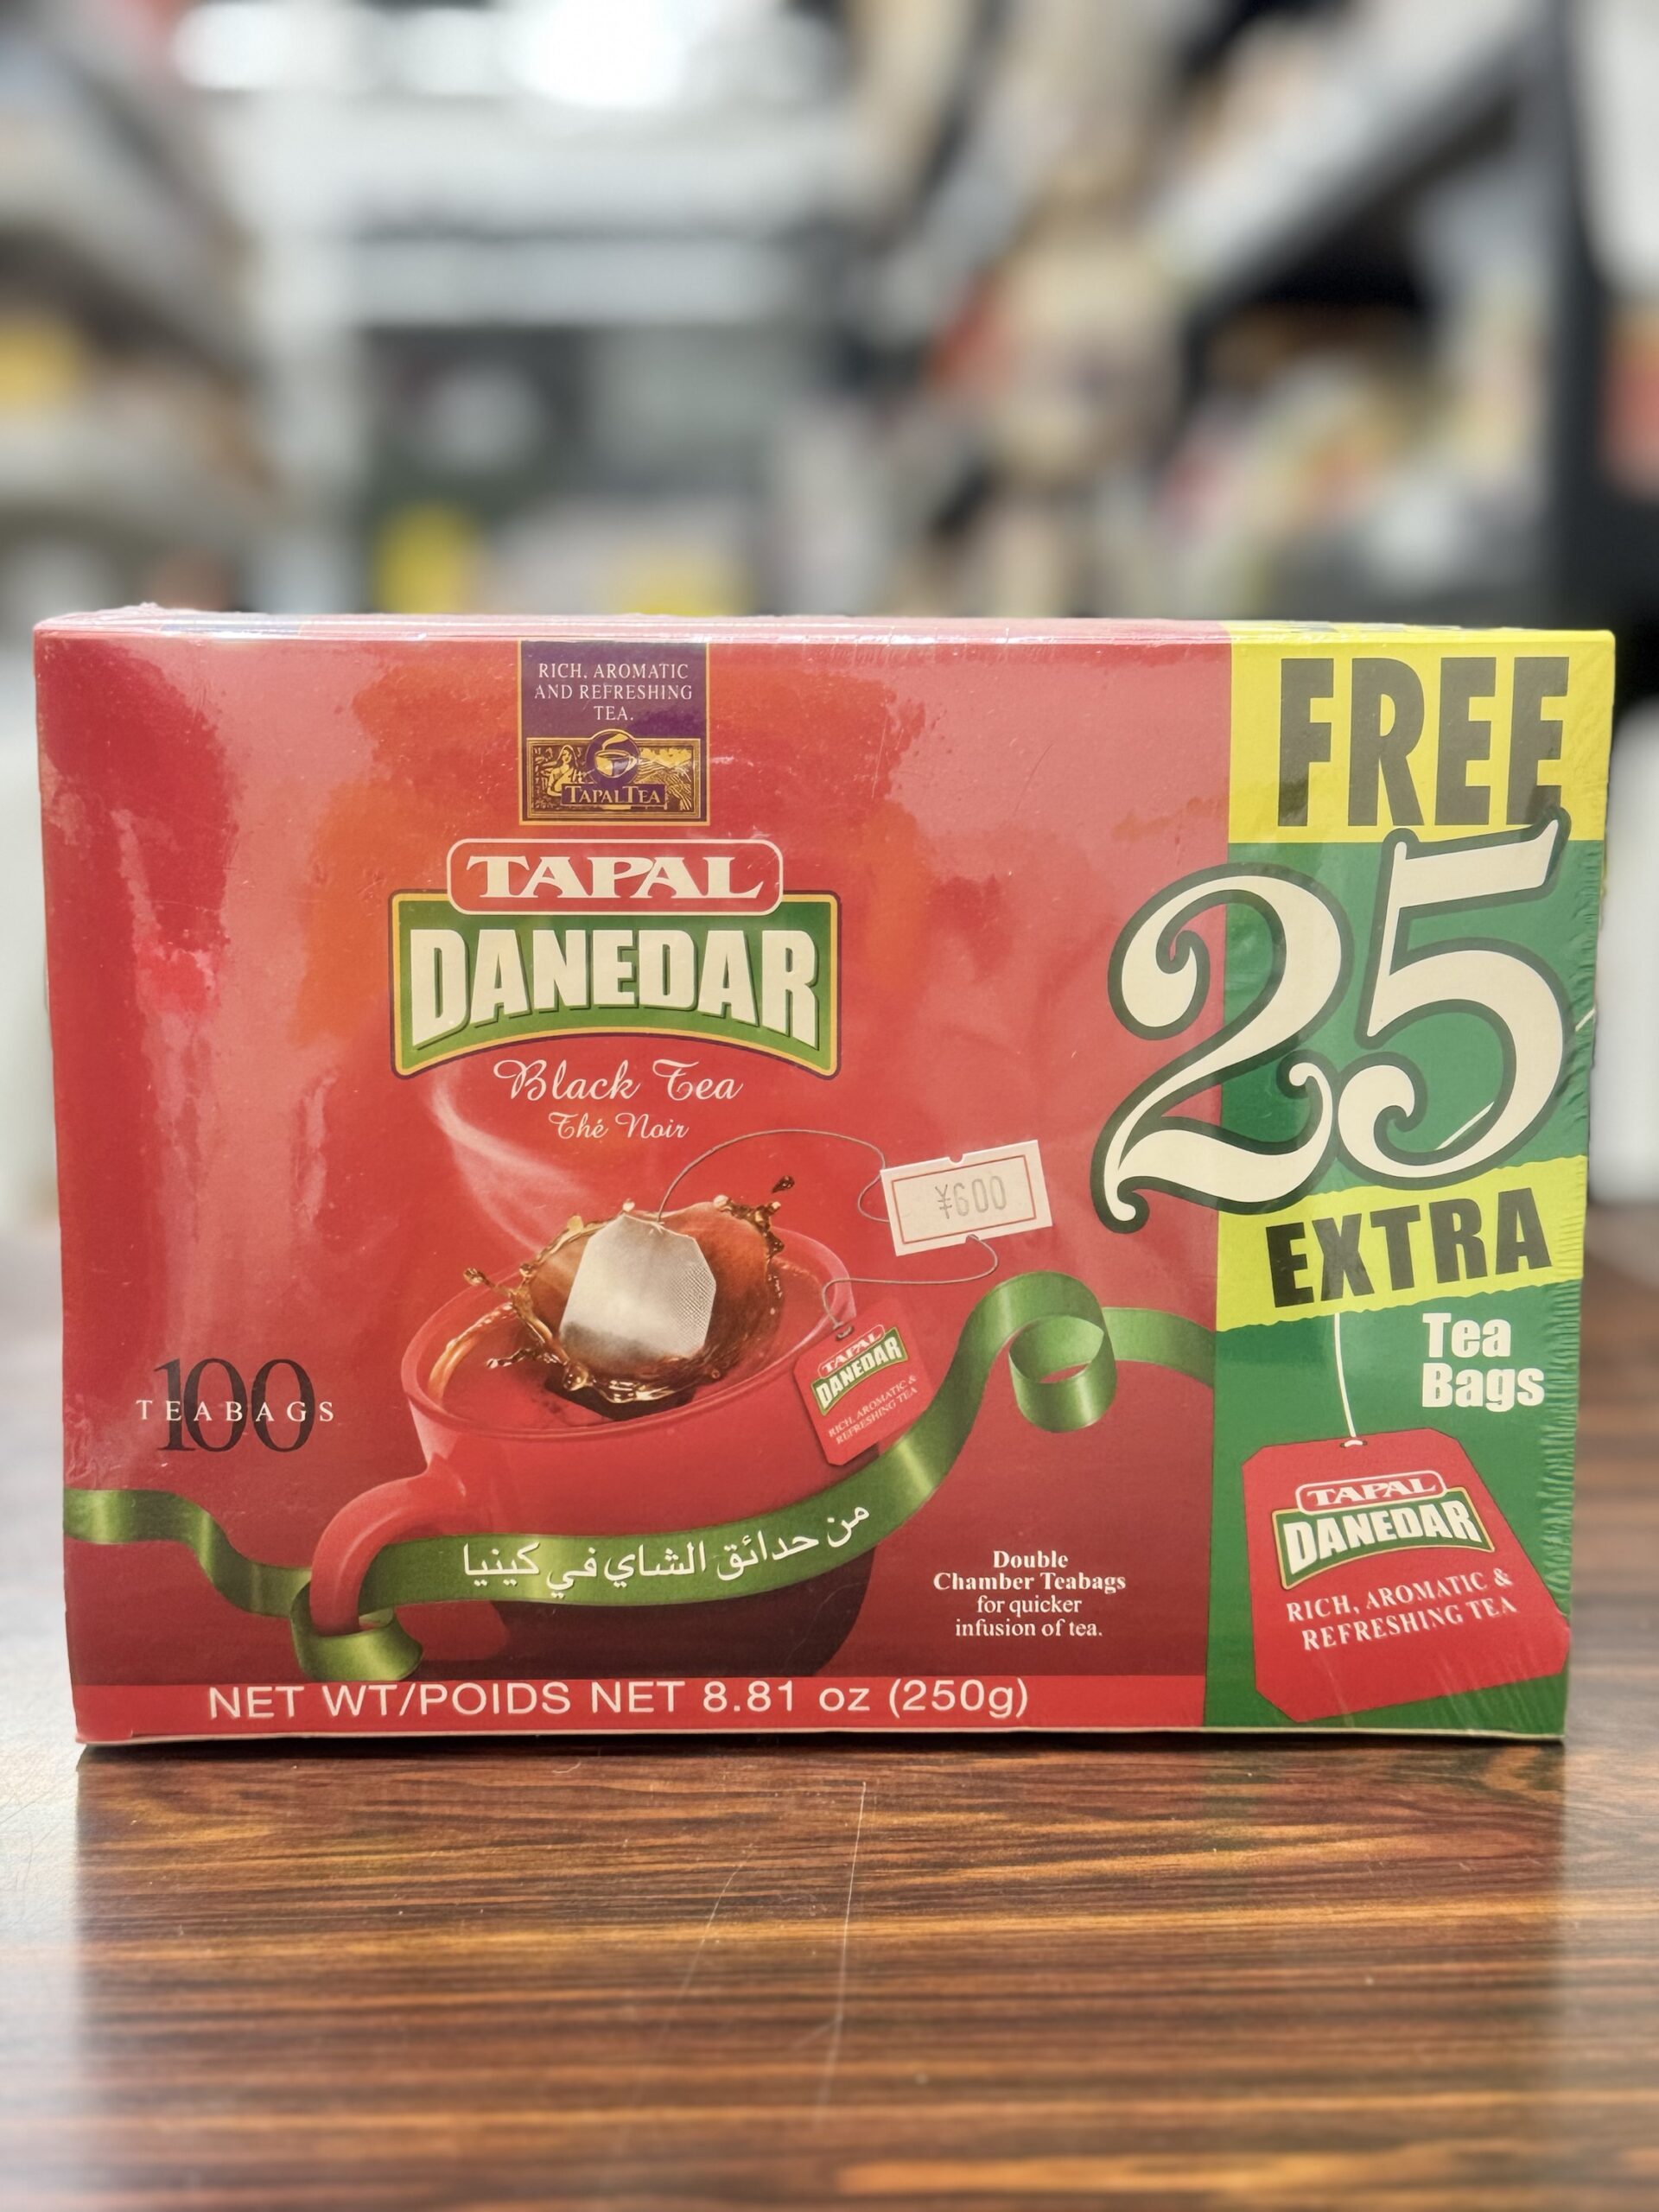 RICH, AROMATIC
AND REFRESHING
TEA.
TAPAL TEA
TAPAL
DANEDAR
Black Tea
Thé Noir
¥600
TAPAL
DANEDAR
RICH, AROMATIC &
REFRESHING TEA
100
TEABAGS
من حدائق الشاي في كينيا
Double
Chamber Teabags
for quicker
infusion of tea.
NET WT/POIDS NET 8.81 oz (250g)
FREE
25
EXTRA
Tea
Bags
TAPAL
DANEDAR
RICH, AROMATIC &
REFRESHING TEA